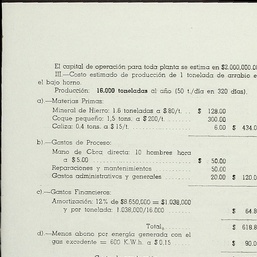 El capital de operación para toda planta se estima en $2.000,000.0
III.—Costo estimado de producción de 1 tonelada de arrabio e
el bajo horno.
Producción: 16.000 toneladas al año (50 t./día en 320 días).
a).—Materias Primas:
Mineral de Hierro: 1.6 toneladas a $ 80/t. . . $ 128.00
Coque pequeño: 1,5 tons. a $ 200/t. . . 300.00
Caliza: 0.4 tons. a $ 15/t. . . 6.00 $ 434.0
b).—Gastos de Proceso:
Mano de Obra directa: 10 hombres hora
a $ 5.00 $ 50.00
Reparaciones y mantenimientos 50.00
Gastos administrativos y generales 20.00 $ 120.0
c).—Gastos Financieros:
Amortización: 12% de $8.650,000 = $1.038,000
y por tonelada: 1.038,000/16.000 $ 64.8
Total, $ 618.8
d).—Menos abono por energía generada con el
gas excedente = 600 K.W.h a $ 0.15 $ 90.0